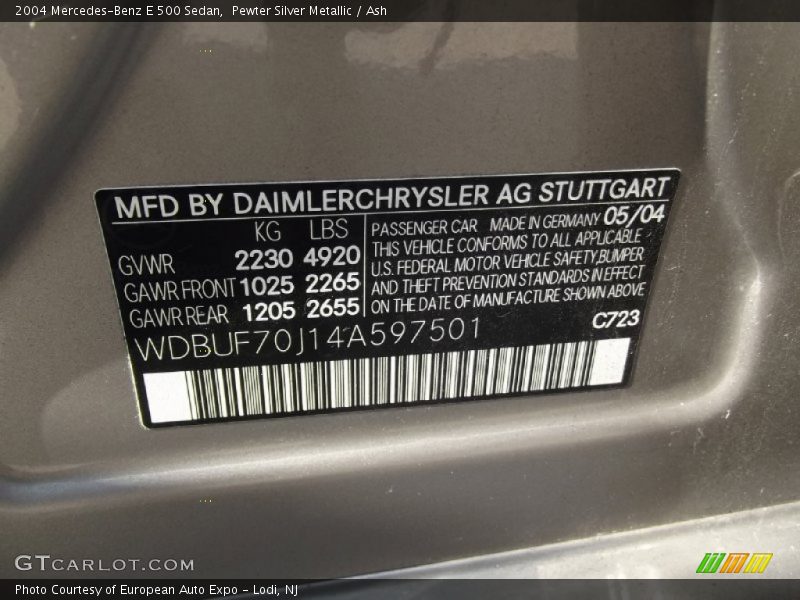 2004 Mercedes-Benz E 500 Sedan,  Pewter Silver Metallic / Ash
MFD BY DAIMLERCHRYSLER AG STUTTGART
KG LBS
GVWR 2230 4920
GAWR FRONT 1025 2265
GAWR REAR 1205 2655
PASSENGER CAR MADE IN GERMANY 05/04
THIS VEHICLE CONFORMS TO ALL APPLICABLE
U.S. FEDERAL MOTOR VEHICLE SAFETY,BUMPER
AND THEFT PREVENTION STANDARDS IN EFFECT
ON THE DATE OF MANUFACTURE SHOWN ABOVE
C723
WDBUF70J14A597501
GTCARLOT.COM
Photo Courtesy of European Auto Expo - Lodi, NJ